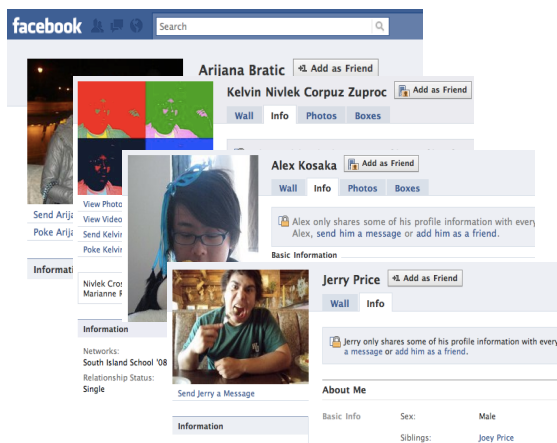 facebook
Search
Arijana Bratic
Add as Friend
Kelvin Nivlek Corpuz Zuproc
Add as Friend
Wall Info Photos Boxes
View Photo
View Video
Send Kelvin
Poke Kelvin
Send Arija
Poke Arija
Informati
Nivlek Cros
Marianne
Information
Networks:
South Island School '08
Relationship Status:
Single
Alex Kosaka
Add as Friend
Wall Info Photos Boxes
Alex only shares some of his profile information with every
Alex, send him a message or add him as a friend.
Basic Information
Jerry Price
Add as Friend
Wall Info
Jerry only shares some of his profile information with every
a message or add him as a friend.
Send Jerry a Message
Information
About Me
Basic Info Sex: Male
Siblings: Joey Price